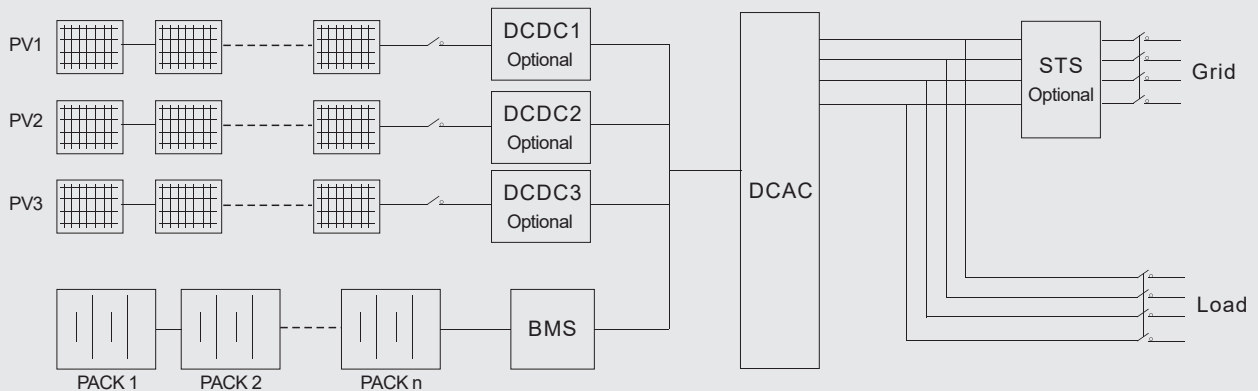 PV1
DCDC1
Optional
PV2
DCDC2
Optional
PV3
DCDC3
Optional
PACK 1
PACK 2
PACK n
BMS
DCAC
STS
Optional
Grid
Load